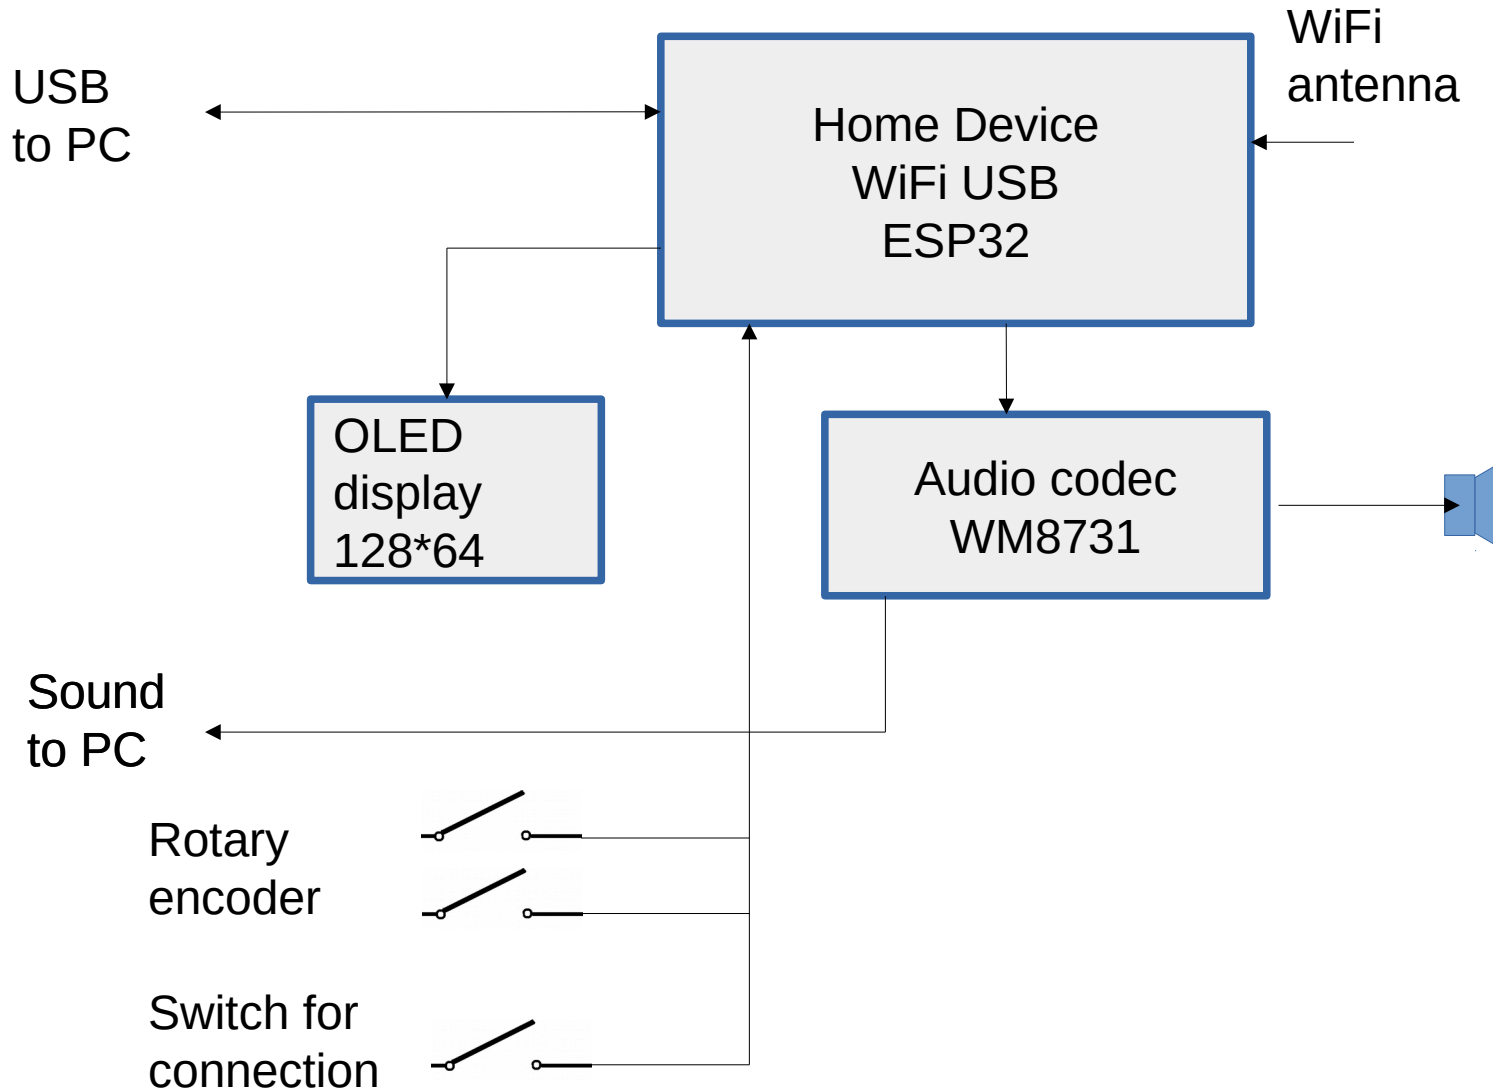 WiFi
antenna
USB
to PC
Home Device
WiFi USB
ESP32
OLED
display
128*64
Audio codec
WM8731
Sound
to PC
Rotary
encoder
Switch for
connection